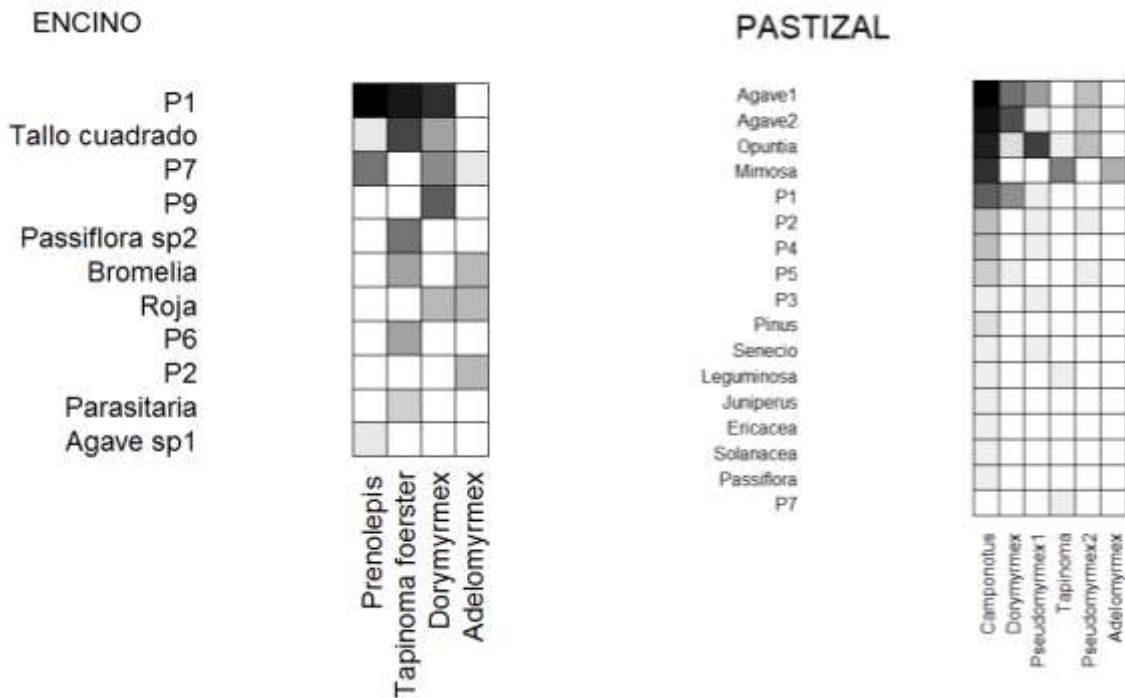 ENCINO
P1
Tallo cuadrado
P7
P9
Passiflora sp2
Bromelia
Roja
P6
P2
Parasitaria
Agave sp1
Prenolepis
Tapinoma foerster
Dorymyrmex
Adelomyrmex
PASTIZAL
Agave1
Agave2
Opuntia
Mimosa
P1
P2
P4
P5
P3
Pinus
Senecio
Leguminosa
Juniperus
Ericacea
Solanacea
Passiflora
P7
Camponotus
Dorymyrmex
Pseudomyrmex1
Tapinoma
Pseudomyrmex2
Adelomyrmex